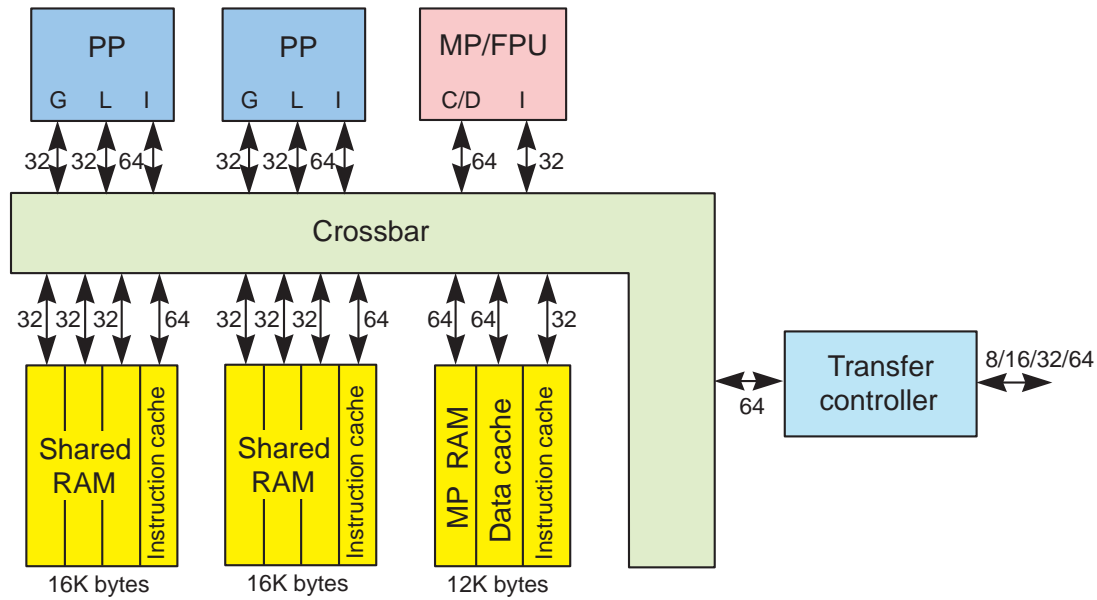 PP PP MP/FPU
G L I G L I C/D I
32 32 64 32 32 64 64 32
Crossbar
32 32 32 64 32 32 32 64 64 64 32
8/16/32/64
Transfer
controller
64
Shared
RAM
Instruction cache
Shared
RAM
Instruction cache
MP RAM
Data cache
Instruction cache
16K bytes 16K bytes 12K bytes